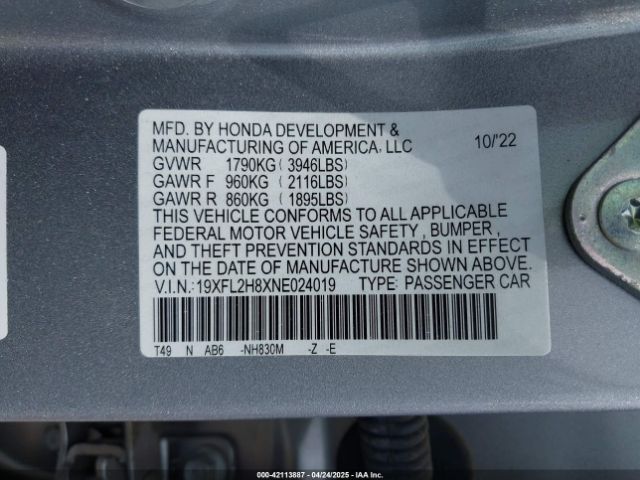 MFD. BY HONDA DEVELOPMENT &
MANUFACTURING OF AMERICA, LLC 10/'22
GVWR 1790KG ( 3946LBS)
GAWR F 960KG ( 2116LBS)
GAWR R 860KG ( 1895LBS)
THIS VEHICLE CONFORMS TO ALL APPLICABLE
FEDERAL MOTOR VEHICLE SAFETY , BUMPER ,
AND THEFT PREVENTION STANDARDS IN EFFECT
ON THE DATE OF MANUFACTURE SHOWN ABOVE.
V.I.N.:19XFL2H8XNE024019 TYPE: PASSENGER CAR
T49 N AB6 -NH830M -Z -E
00-42113887 - 04/24/2025 - IAA Inc.